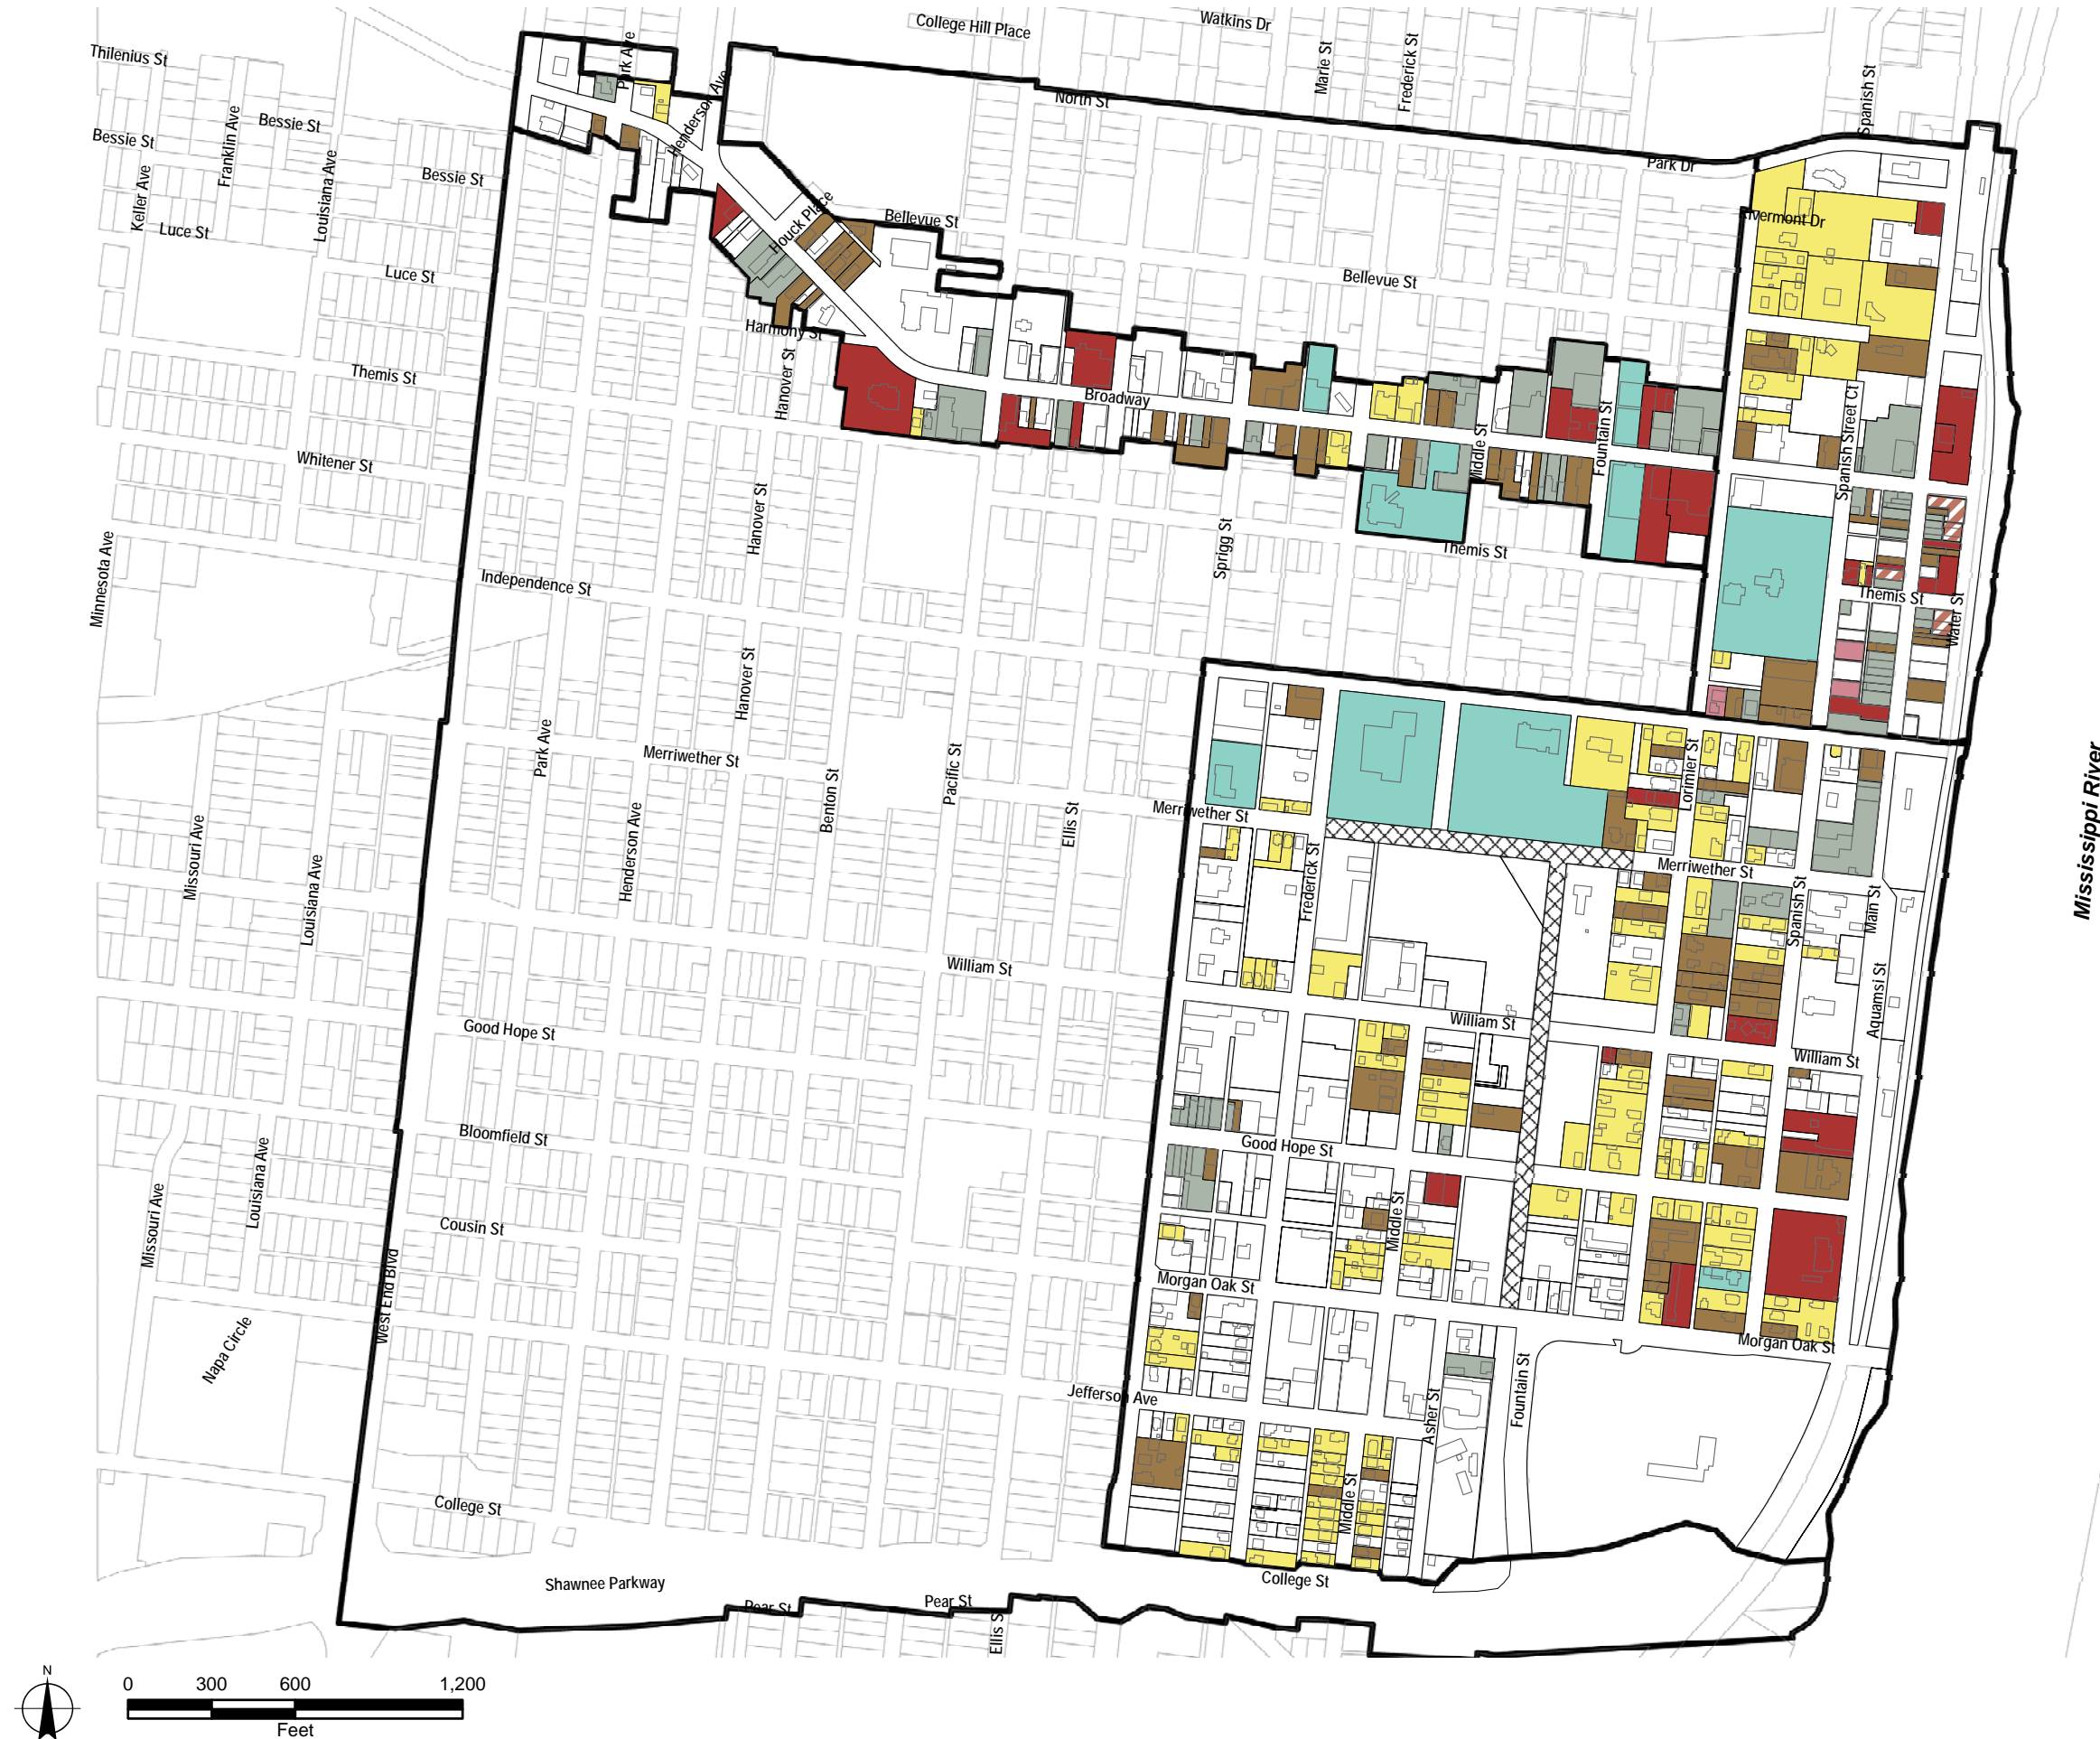 College Hill Place
Watkins Dr
Thilenius St
Park Ave
Marie St
Frederick St
Spanish St
Henderson Ave
North St
Bessie St
Franklin Ave
Bessie St
Louisiana Ave
Bessie St
Keller Ave
Park Dr
Luce St
Houck Place
Bellevue St
Rivermont Dr
Luce St
Bellevue St
Harmony St
Hanover St
Themis St
Broadway
Spanish Street Ct
Middle St
Fountain St
Whitener St
Hanover St
Sprigg St
Themis St
Minnesota Ave
Independence St
Themis St
Water St
Hanover St
Park Ave
Merriwether St
Pacific St
Benton St
Lorimier St
Mississippi River
Merriwether St
Ellis St
Missouri Ave
Henderson Ave
Louisiana Ave
Frederick St
Merriwether St
Spanish St
Main St
William St
Aquamsi St
William St
Good Hope St
William St
Bloomfield St
Good Hope St
Louisiana Ave
Missouri Ave
Cousin St
Middle St
West End Blvd
Morgan Oak St
Napa Circle
Morgan Oak St
Jefferson Ave
Asher St
Fountain St
College St
Middle St
Shawnee Parkway
College St
Pear St
Pear St
Ellis S
N
0 300 600 1,200
Feet